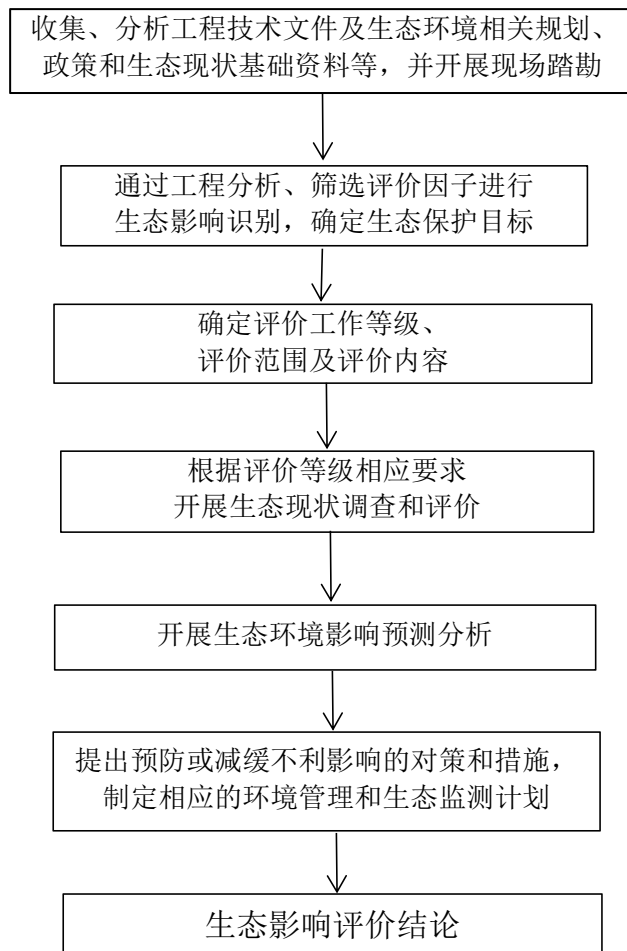 收集、分析工程技术文件及生态环境相关规划、
政策和生态现状基础资料等，并开展现场踏勘
通过工程分析、筛选评价因子进行
生态影响识别，确定生态保护目标
确定评价工作等级、
评价范围及评价内容
根据评价等级相应要求
开展生态现状调查和评价
开展生态环境影响预测分析
提出预防或减缓不利影响的对策和措施，
制定相应的环境管理和生态监测计划
生态影响评价结论